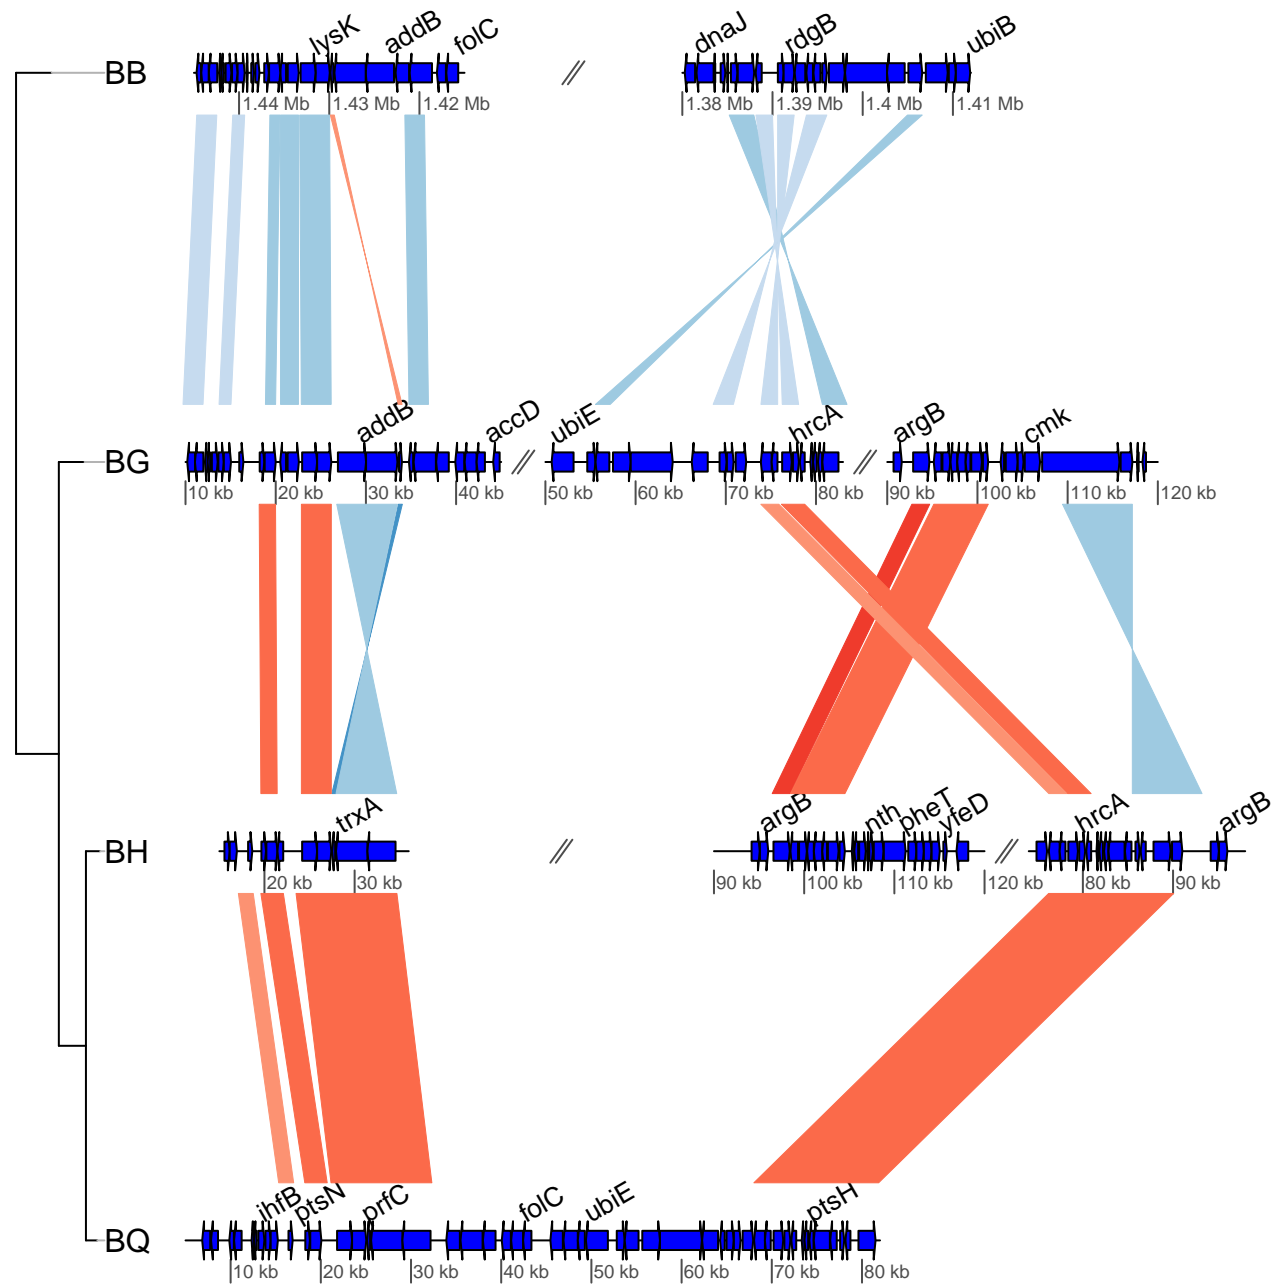 lysK addB folC dnaJ rdgB ubiB
BB
1.44 Mb 1.43 Mb 1.42 Mb 1.38 Mb 1.39 Mb 1.4 Mb 1.41 Mb
addB accD ubiE hrcA argB cmk
BG
10 kb 20 kb 30 kb 40 kb 50 kb 60 kb 70 kb 80 kb 90 kb 100 kb 110 kb 120 kb
trxA argB nth pheT yfeD hrcA argB
BH
20 kb 30 kb 90 kb 100 kb 110 kb 120 kb 80 kb 90 kb
ihfB ptsN prfC folC ubiE ptsH
BQ
10 kb 20 kb 30 kb 40 kb 50 kb 60 kb 70 kb 80 kb